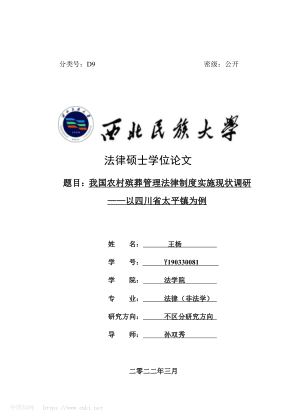 分类号：D9 密级：公开
西北民族大学
法律硕士学位论文
题目：我国农村殡葬管理法律制度实施现状调研
——以四川省太平镇为例
姓 名： 王杨
学 号： Y190330081
学 院： 法学院
专 业： 法律（非法学）
研究方向： 不区分研究方向
导 师： 孙双秀
二〇二二年三月